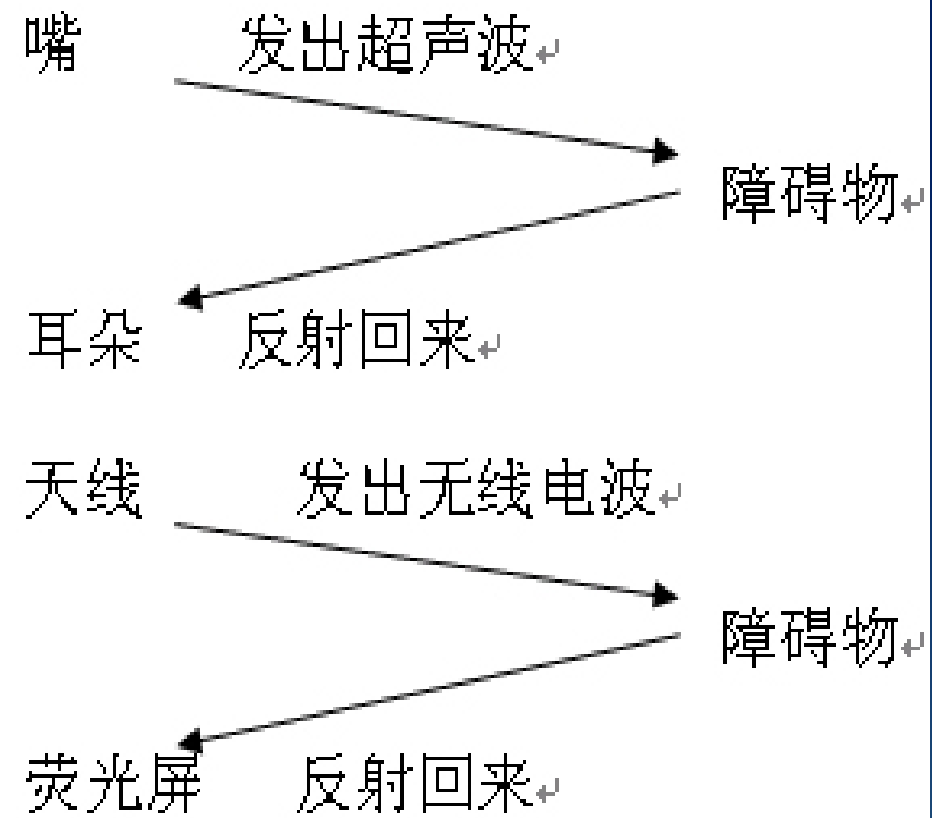 嘴 发出超声波
障碍物
耳朵 反射回来
天线 发出无线电波
障碍物
荧光屏 反射回来